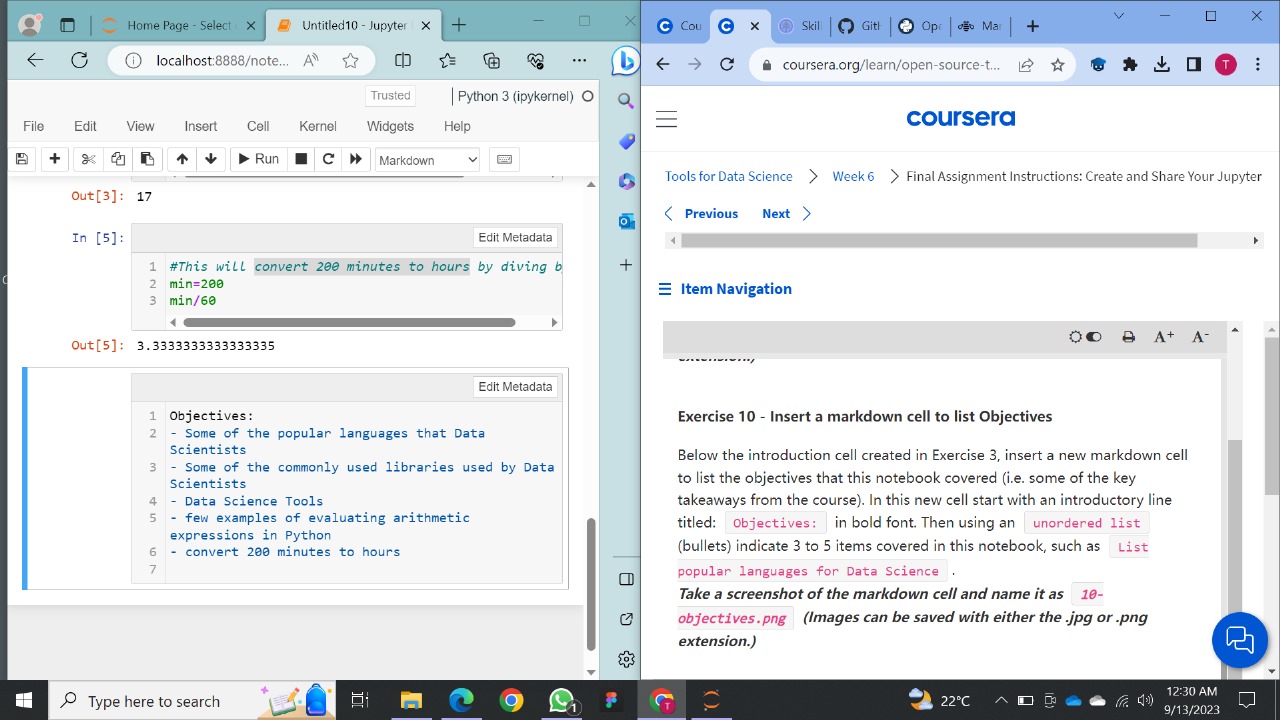 Home Page - Select
Untitled10 - Jupyter
localhost:8888/note...
Trusted
Python 3 (ipykernel)
File Edit View Insert Cell Kernel Widgets Help
Run
Markdown
Out[3]: 17
In [5]:
Edit Metadata
1 #This will convert 200 minutes to hours by diving b
2 min=200
3 min/60
Out[5]: 3.3333333333333335
Edit Metadata
1 Objectives:
2 - Some of the popular languages that Data
Scientists
3 - Some of the commonly used libraries used by Data
Scientists
4 - Data Science Tools
5 - few examples of evaluating arithmetic
expressions in Python
6 - convert 200 minutes to hours
7
Cou
Skill
Git
Ope
Mar
coursera.org/learn/open-source-t...
T
coursera
Tools for Data Science > Week 6 > Final Assignment Instructions: Create and Share Your Jupyter
Previous Next
Item Navigation
A+ A-
extension.)
Exercise 10 - Insert a markdown cell to list Objectives
Below the introduction cell created in Exercise 3, insert a new markdown cell
to list the objectives that this notebook covered (i.e. some of the key
takeaways from the course). In this new cell start with an introductory line
titled: Objectives: in bold font. Then using an unordered list
(bullets) indicate 3 to 5 items covered in this notebook, such as List
popular languages for Data Science .
Take a screenshot of the markdown cell and name it as 10-
objectives.png (Images can be saved with either the .jpg or .png
extension.)
Type here to search
1
T
22°C
12:30 AM
9/13/2023